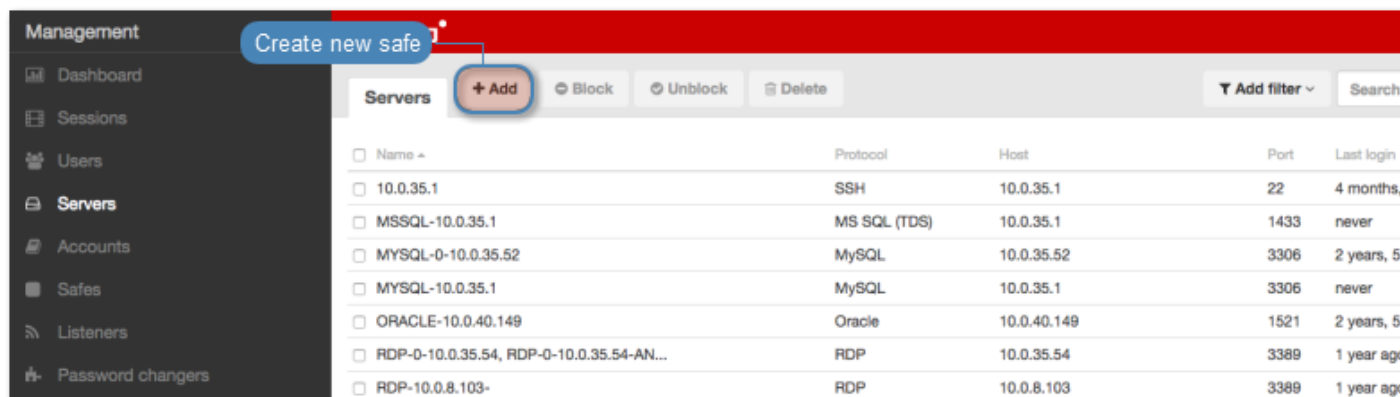 Management
Create new safe
Dashboard
Sessions
Users
Servers
Accounts
Safes
Listeners
Password changers
Servers + Add Block Unblock Delete Add filter Search
Name Protocol Host Port Last login
10.0.35.1 SSH 10.0.35.1 22 4 months,
MSSQL-10.0.35.1 MS SQL (TDS) 10.0.35.1 1433 never
MYSQL-0-10.0.35.52 MySQL 10.0.35.52 3306 2 years, 5
MYSQL-10.0.35.1 MySQL 10.0.35.1 3306 never
ORACLE-10.0.40.149 Oracle 10.0.40.149 1521 2 years, 5
RDP-0-10.0.35.54, RDP-0-10.0.35.54-AN... RDP 10.0.35.54 3389 1 year ago
RDP-10.0.8.103- RDP 10.0.8.103 3389 1 year ago